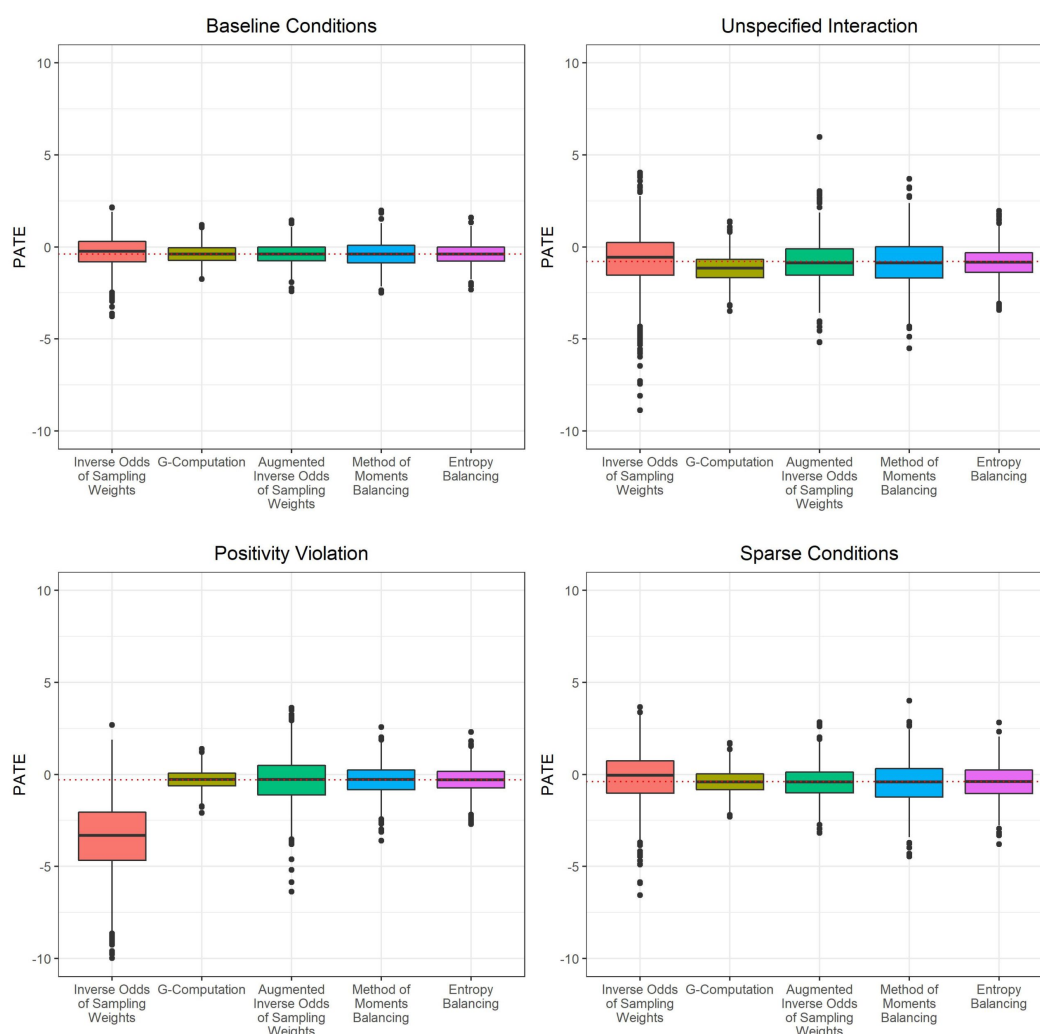 Baseline Conditions
PATE
10
5
0
-5
-10
Inverse Odds
of Sampling
Weights
G-Computation
Augmented
Inverse Odds
of Sampling
Weights
Method of
Moments
Balancing
Entropy
Balancing
Unspecified Interaction
PATE
10
5
0
-5
-10
Inverse Odds
of Sampling
Weights
G-Computation
Augmented
Inverse Odds
of Sampling
Weights
Method of
Moments
Balancing
Entropy
Balancing
Positivity Violation
PATE
10
5
0
-5
-10
Inverse Odds
of Sampling
Weights
G-Computation
Augmented
Inverse Odds
of Sampling
Weights
Method of
Moments
Balancing
Entropy
Balancing
Sparse Conditions
PATE
10
5
0
-5
-10
Inverse Odds
of Sampling
Weights
G-Computation
Augmented
Inverse Odds
of Sampling
Weights
Method of
Moments
Balancing
Entropy
Balancing